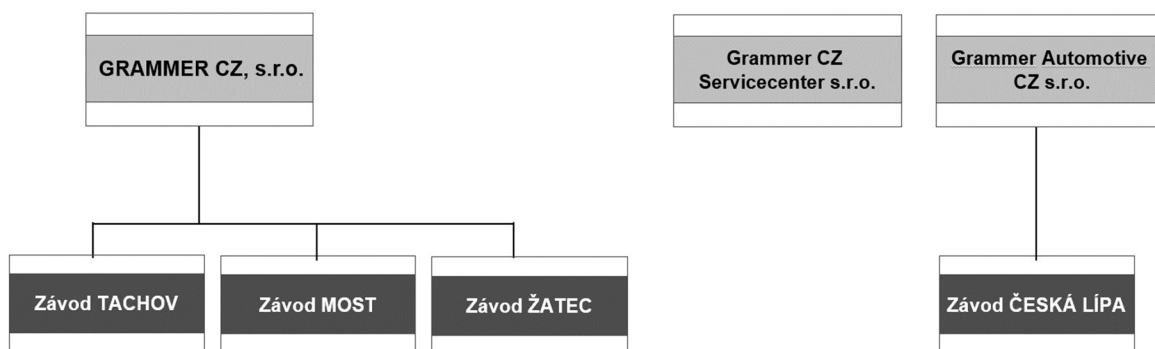 GRAMMER CZ, s.r.o.
Grammer CZ
Servicecenter s.r.o.
Grammer Automotive
CZ s.r.o.
Závod TACHOV
Závod MOST
Závod ŽATEC
Závod ČESKÁ LÍPA